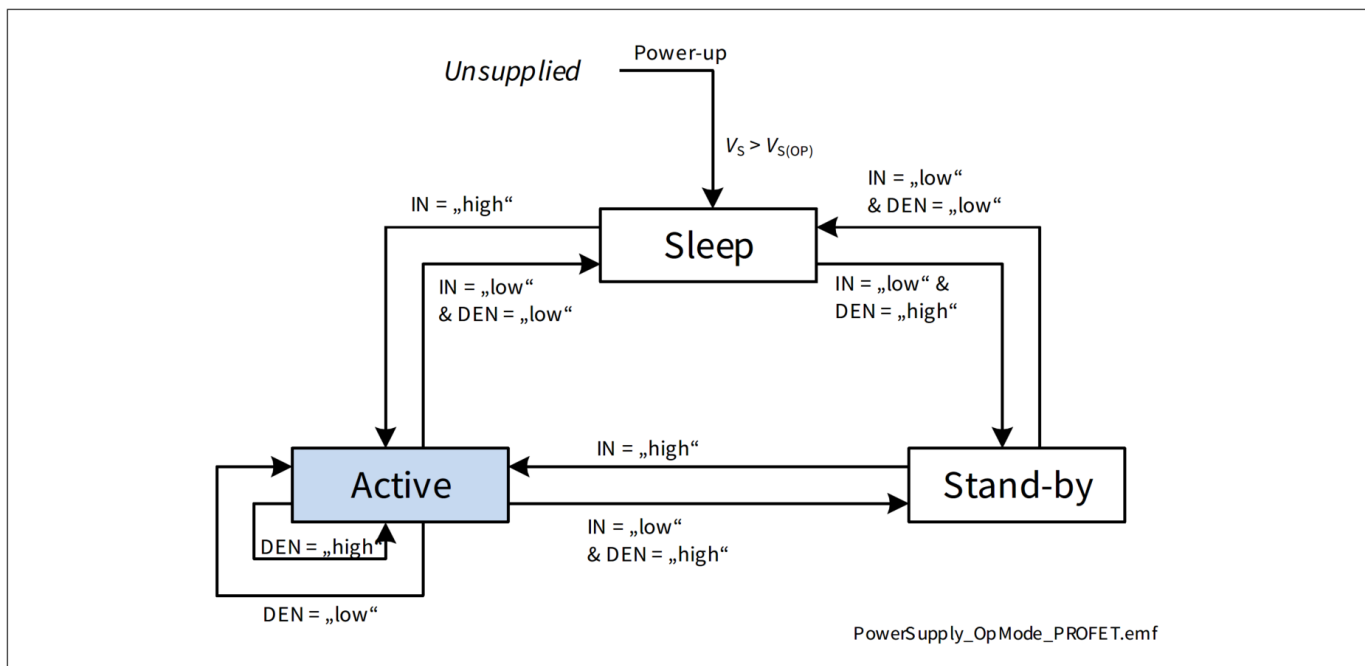 Power-up
Unsupplied
VS > VS(OP)
IN = „low“
& DEN = „low“
IN = „high“
Sleep
IN = „low“
& DEN = „low“
IN = „low“ &
DEN = „high“
IN = „high“
Active
Stand-by
IN = „low“
& DEN = „high“
DEN = „high“
DEN = „low“
PowerSupply_OpMode_PROFET.emf